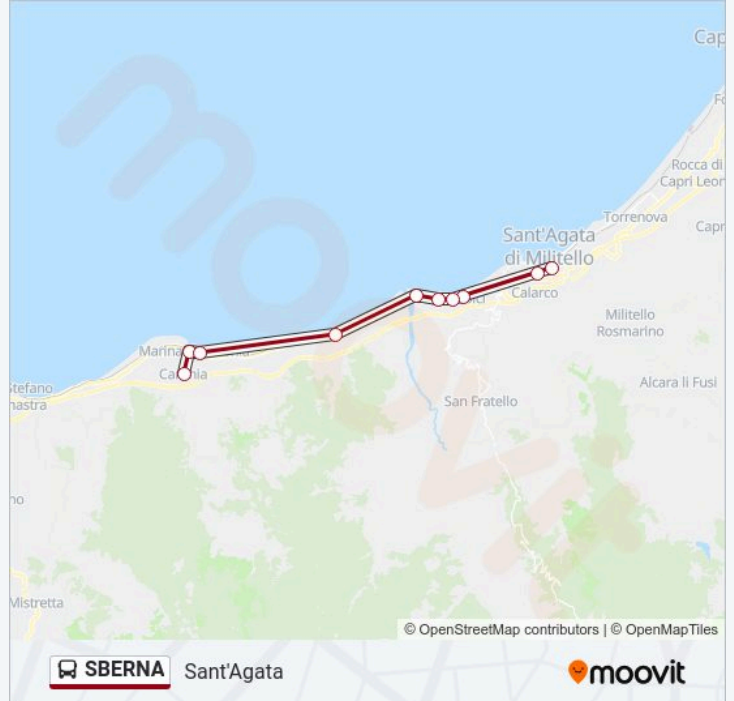 Cap
Rocca di
Capri Leon
Torrenova
Sant'Agata
di Militello
Capr
Calarco
Militello
Rosmarino
Marina
Stefano
Alcara li Fusi
San Fratello
Mistretta
moovit
© OpenStreetMap contributors | © OpenMapTiles
SBERNA Sant'Agata
moovit